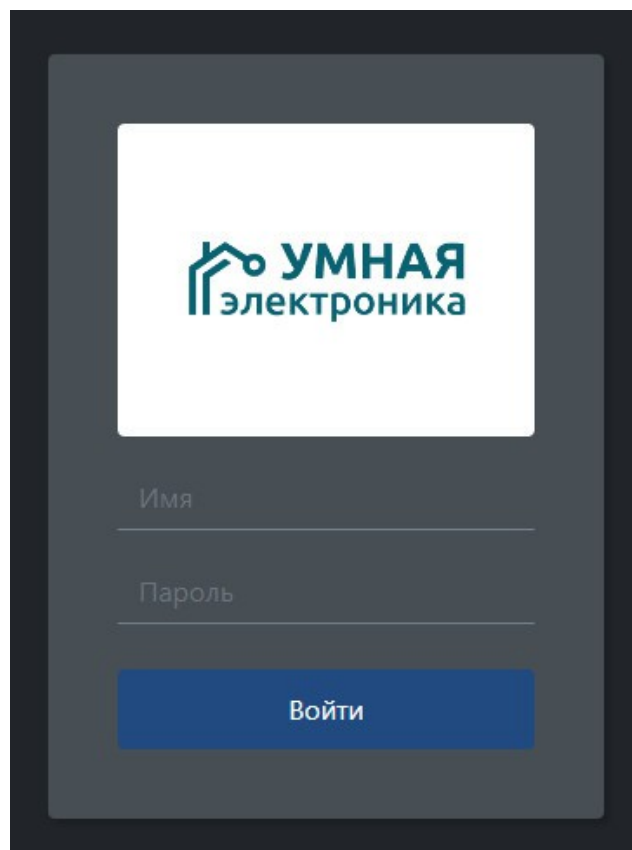 УМНАЯ
электроника
Имя
Пароль
Войти